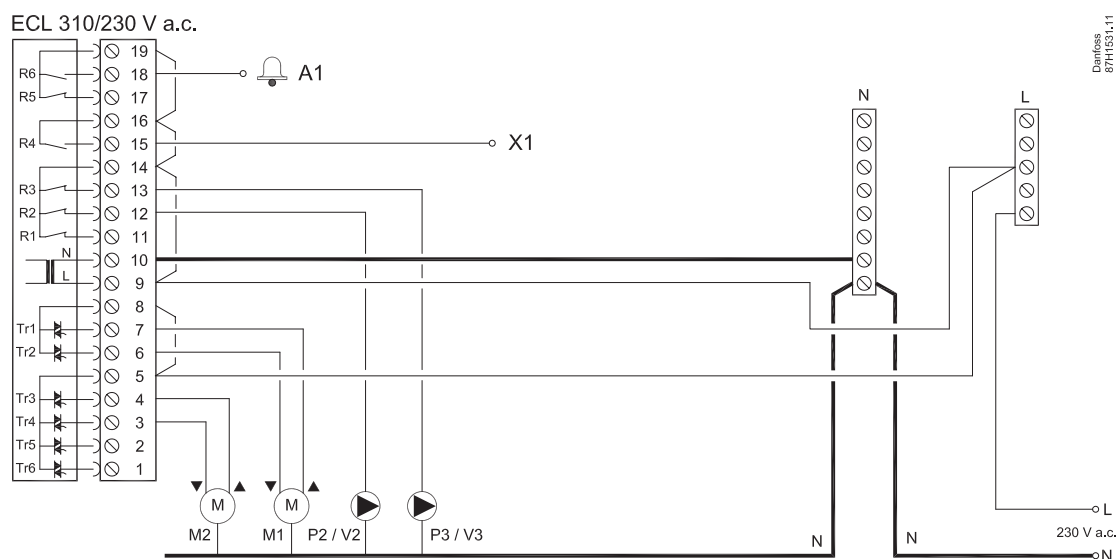 ECL 310/230 V a.c.
Danfoss
87H1531.11
19
R6 18 A1
R5 17
N L
16
R4 15 X1
14
R3 13
R2 12
R1 11
N 10
L 9
8
Tr1 7
Tr2 6
5
Tr3 4
Tr4 3
Tr5 2
Tr6 1
M M
M2 M1 P2 / V2 P3 / V3
L
230 V a.c.
N N N